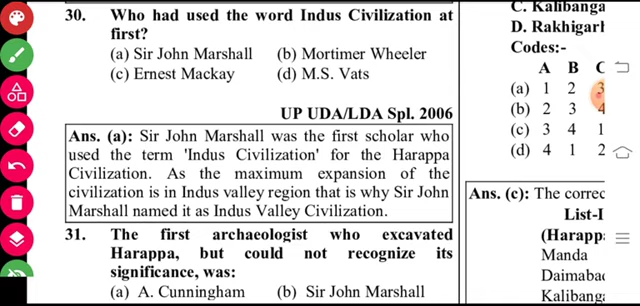 30. Who had used the word Indus Civilization at
first?
(a) Sir John Marshall (b) Mortimer Wheeler
(c) Ernest Mackay (d) M.S. Vats
UP UDA/LDA Spl. 2006
Ans. (a): Sir John Marshall was the first scholar who
used the term 'Indus Civilization' for the Harappa
Civilization. As the maximum expansion of the
civilization is in Indus valley region that is why Sir John
Marshall named it as Indus Valley Civilization.
31. The first archaeologist who excavated
Harappa, but could not recognize its
significance, was:
(a) A. Cunningham (b) Sir John Marshall
C. Kalibanga
D. Rakhigarh
Codes:-
A B C
(a) 1 2 3
(b) 2 3 4
(c) 3 4 1
(d) 4 1 2
Ans. (c): The correc
List-I
(Harapp
Manda
Daimabad
Kalibanga